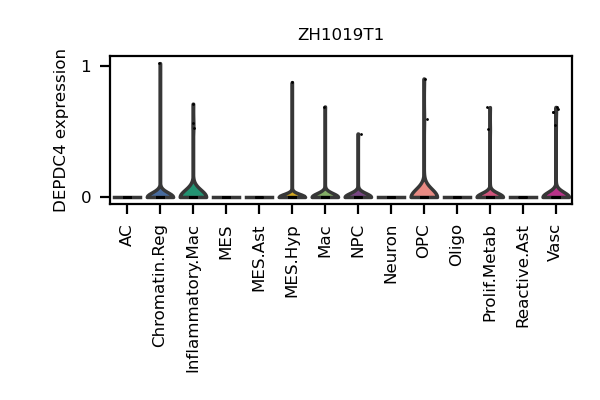 ZH1019T1
DEPDC4 expression
1
0
AC
Chromatin.Reg
Inflammatory.Mac
MES
MES.Ast
MES.Hyp
Mac
NPC
Neuron
OPC
Oligo
Prolif.Metab
Reactive.Ast
Vasc